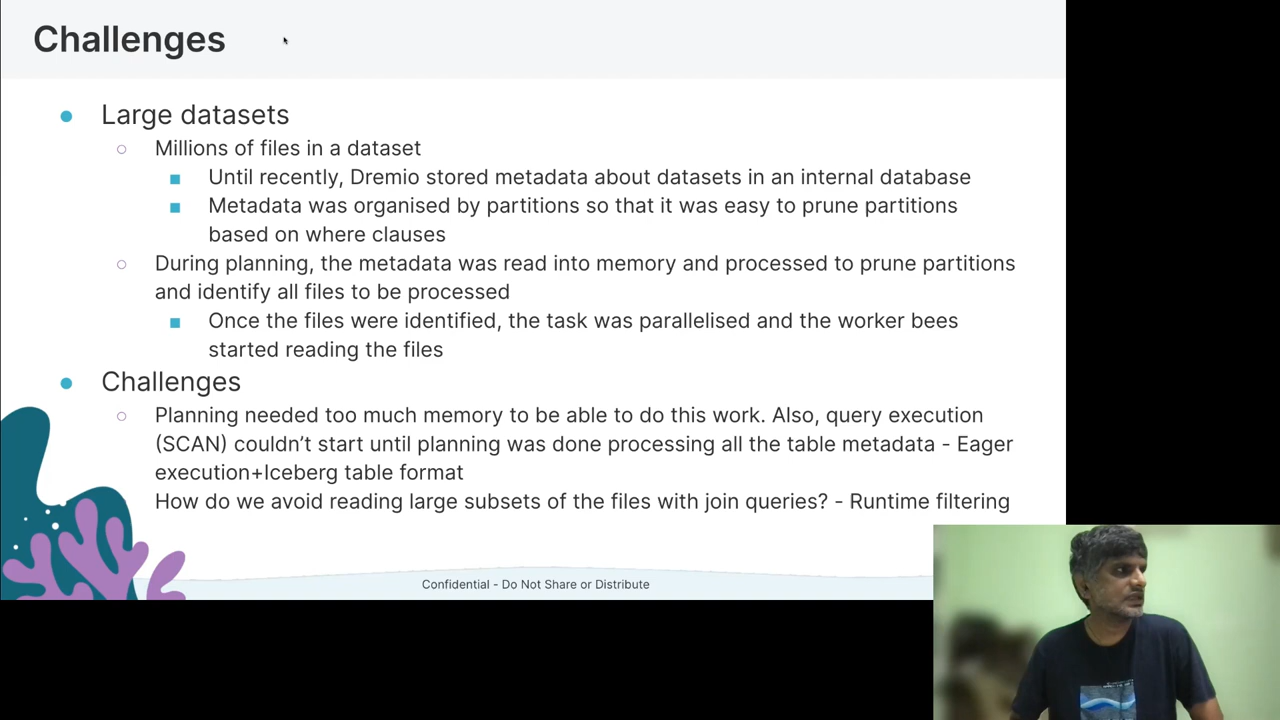 Challenges
Large datasets
Millions of files in a dataset
Until recently, Dremio stored metadata about datasets in an internal database
Metadata was organised by partitions so that it was easy to prune partitions
based on where clauses
During planning, the metadata was read into memory and processed to prune partitions
and identify all files to be processed
Once the files were identified, the task was parallelised and the worker bees
started reading the files
Challenges
Planning needed too much memory to be able to do this work. Also, query execution
(SCAN) couldn’t start until planning was done processing all the table metadata - Eager
execution+Iceberg table format
How do we avoid reading large subsets of the files with join queries? - Runtime filtering
Confidential - Do Not Share or Distribute